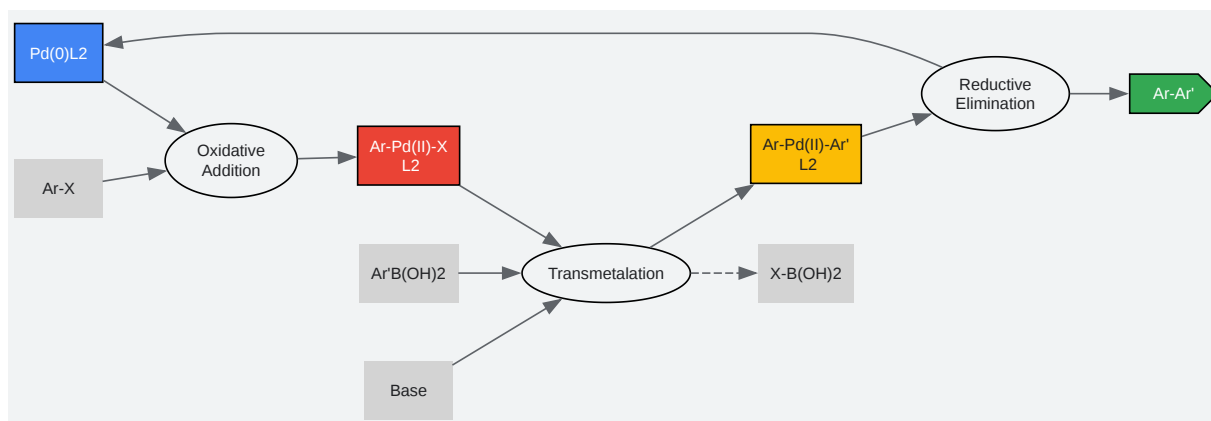 Pd(0)L2
Ar-X
Oxidative
Addition
Ar-Pd(II)-X
L2
Ar'B(OH)2
Base
Transmetalation
Ar-Pd(II)-Ar'
L2
X-B(OH)2
Reductive
Elimination
Ar-Ar'